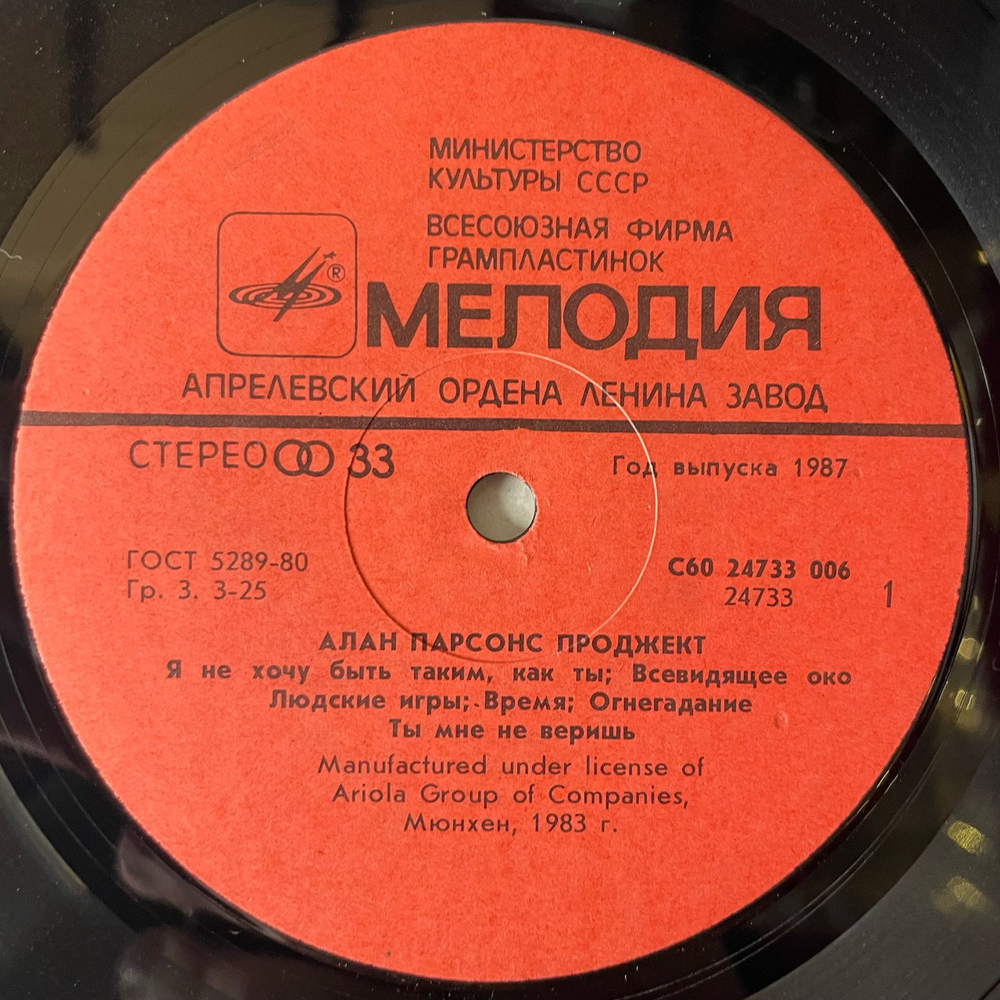 МИНИСТЕРСТВО
КУЛЬТУРЫ СССР
ВСЕСОЮЗНАЯ ФИРМА
ГРАМПЛАСТИНОК
®
МЕЛОДИЯ
АПРЕЛЕВСКИЙ ОРДЕНА ЛЕНИНА ЗАВОД
СТЕРЕО 33
Год выпуска 1987
ГОСТ 5289-80
Гр. 3. 3-25
С60 24733 006
24733
1
АЛАН ПАРСОНС ПРОДЖЕКТ
Я не хочу быть таким, как ты; Всевидящее око
Людские игры; Время; Огнегадание
Ты мне не веришь
Manufactured under license of
Ariola Group of Companies,
Мюнхен, 1983 г.